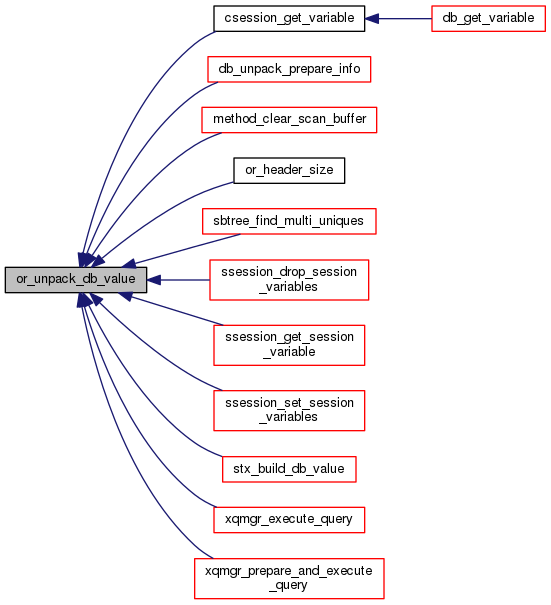 csession_get_variable
db_get_variable
db_unpack_prepare_info
method_clear_scan_buffer
or_header_size
sbtree_find_multi_uniques
or_unpack_db_value
ssession_drop_session
_variables
ssession_get_session
_variable
ssession_set_session
_variables
stx_build_db_value
xqmgr_execute_query
xqmgr_prepare_and_execute
_query